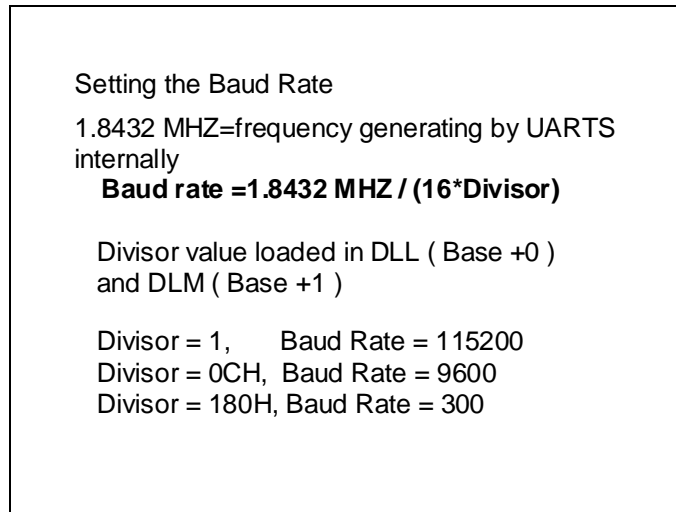 Setting the Baud Rate
1.8432 MHZ=frequency generating by UARTS
internally
Baud rate =1.8432 MHZ / (16*Divisor)
Divisor value loaded in DLL ( Base +0 )
and DLM ( Base +1 )
Divisor = 1, Baud Rate = 115200
Divisor = 0CH, Baud Rate = 9600
Divisor = 180H, Baud Rate = 300